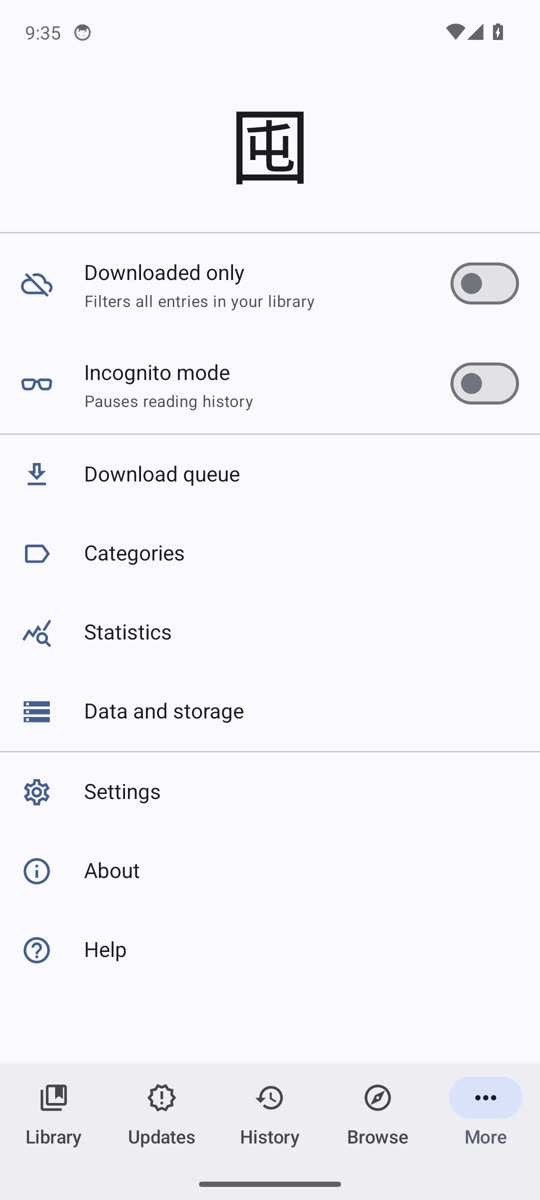 9:35
囤
Downloaded only
Filters all entries in your library
Incognito mode
Pauses reading history
Download queue
Categories
Statistics
Data and storage
Settings
About
Help
Library
Updates
History
Browse
More